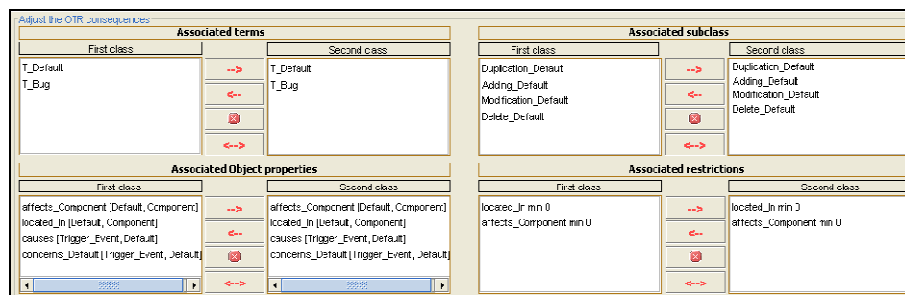 Adjust the OTR consequences
Associated terms
First class
Second class
T_Default
T_Bug
-->
<--
<-->
T_Default
T_Bug
Associated subclass
First class
Second class
Duplication_Default
Adding_Default
Modification_Default
Delete_Default
-->
<--
<-->
Duplication_Default
Adding_Default
Modification_Default
Delete_Default
Associated Object properties
First class
Second class
affects_Component [Default, Component]
located_In [Default, Component]
causes [Trigger_Event, Default]
concerns_Default [Trigger_Event, Default]
-->
<--
<-->
affects_Component [Default, Component]
located_In [Default, Component]
causes [Trigger_Event, Default]
concerns_Default [Trigger_Event, Default]
Associated restrictions
First class
Second class
located_In min 0
affects_Component min 0
-->
<--
<-->
located_In min 0
affects_Component min 0